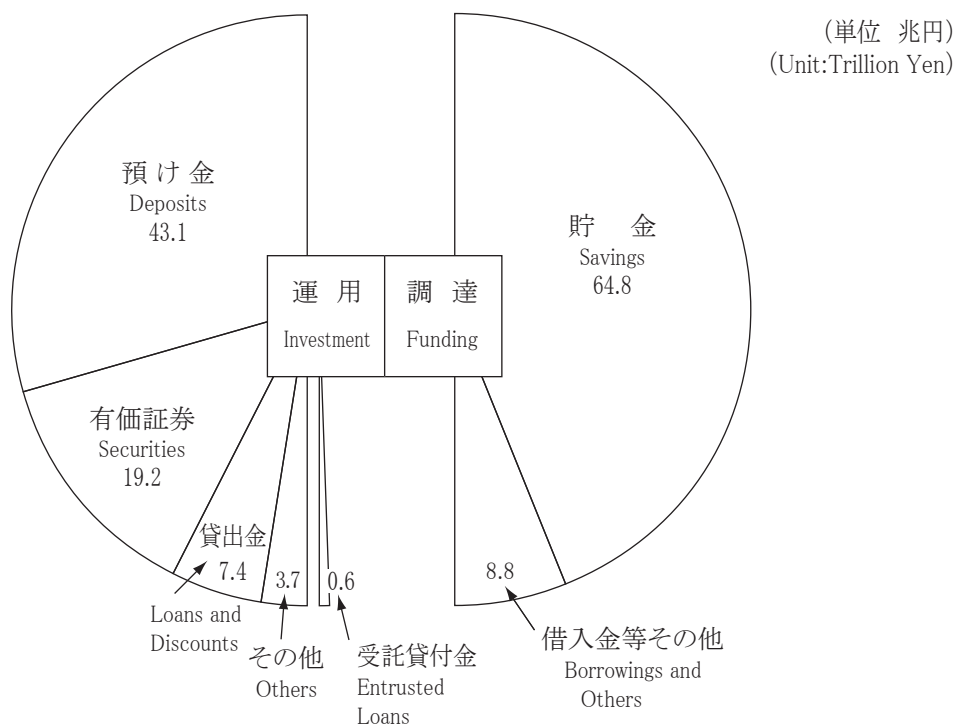 (単位 兆円)
(Unit:Trillion Yen)
預け金
Deposits
43.1
貯金
Savings
64.8
運用
Investment
調達
Funding
有価証券
Securities
19.2
貸出金
7.4
Loans and
Discounts
3.7
その他
Others
0.6
受託貸付金
Entrusted
Loans
8.8
借入金等その他
Borrowings and
Others